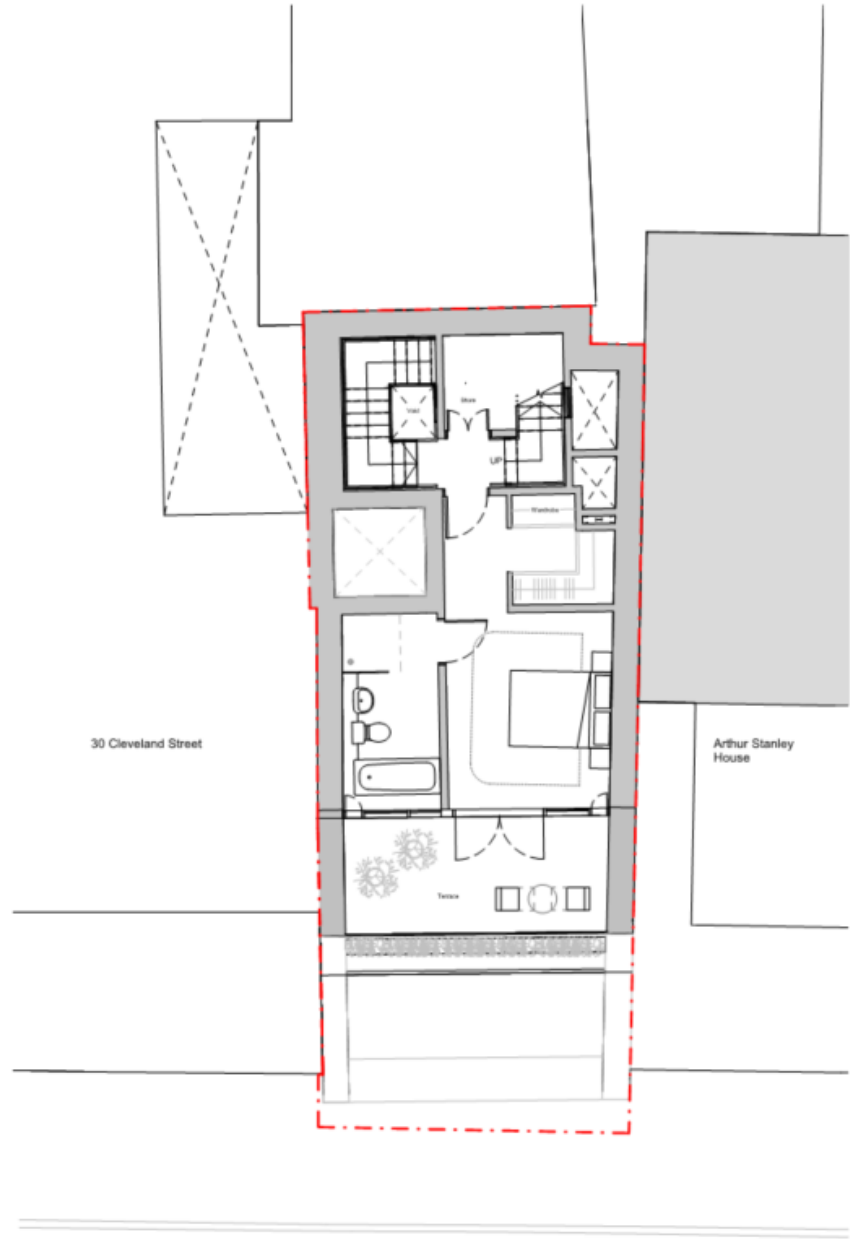 Void
Store
UP
Wardrobe
30 Cleveland Street
Arthur Stanley
House
Terrace